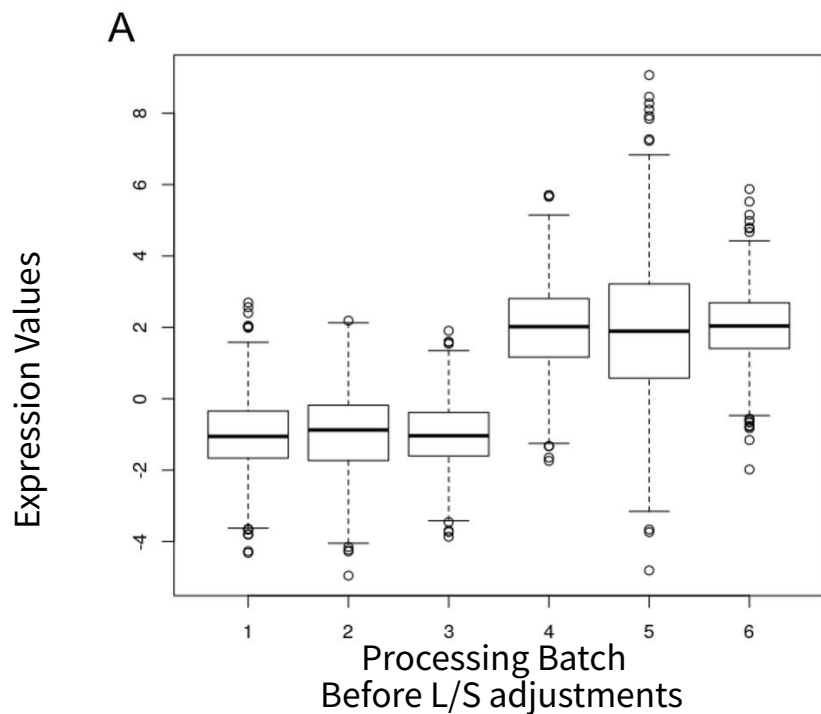 A
Expression Values
8
6
4
2
0
-2
-4
1 2 3 4 5 6
Processing Batch
Before L/S adjustments